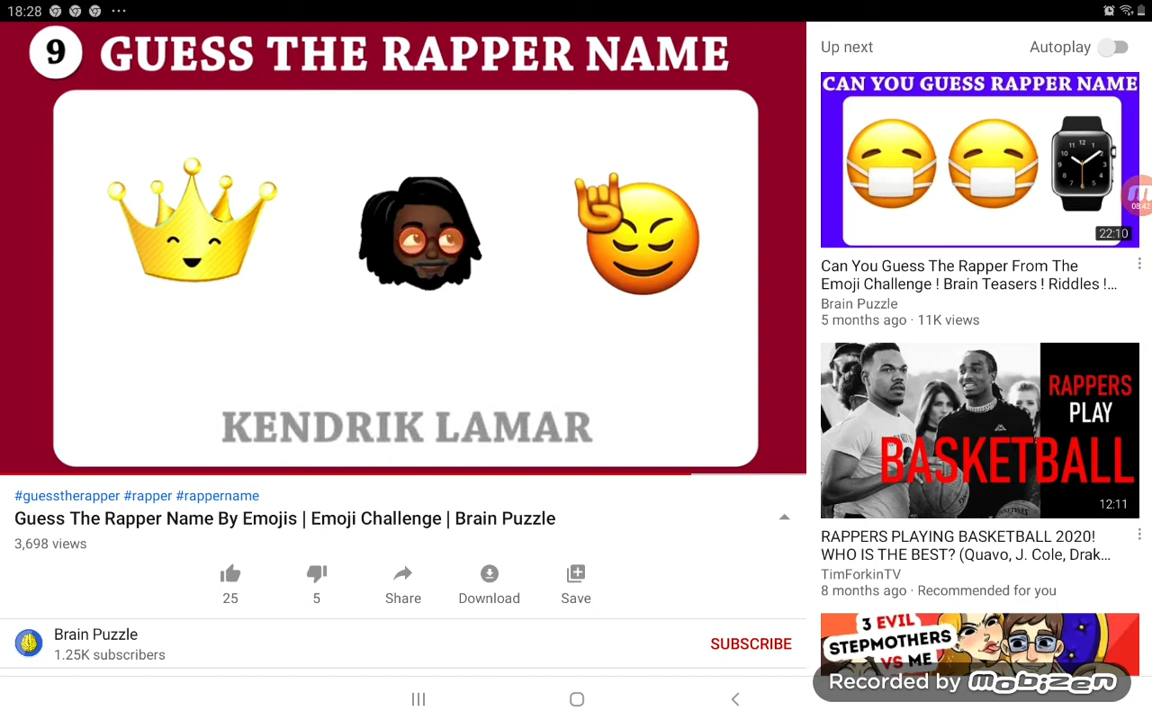 18:28
9 GUESS THE RAPPER NAME
KENDRIK LAMAR
#guesstherapper #rapper #rappername
Guess The Rapper Name By Emojis | Emoji Challenge | Brain Puzzle
3,698 views
25
5
Share
Download
Save
Brain Puzzle
1.25K subscribers
SUBSCRIBE
Up next
Autoplay
CAN YOU GUESS RAPPER NAME
22:10
08:42
Can You Guess The Rapper From The
Emoji Challenge ! Brain Teasers ! Riddles !...
Brain Puzzle
5 months ago · 11K views
RAPPERS
PLAY
BASKETBALL
12:11
RAPPERS PLAYING BASKETBALL 2020!
WHO IS THE BEST? (Quavo, J. Cole, Drak...
TimForkinTV
8 months ago · Recommended for you
3 EVIL
STEPMOTHERS
VS ME
Recorded by mobizen